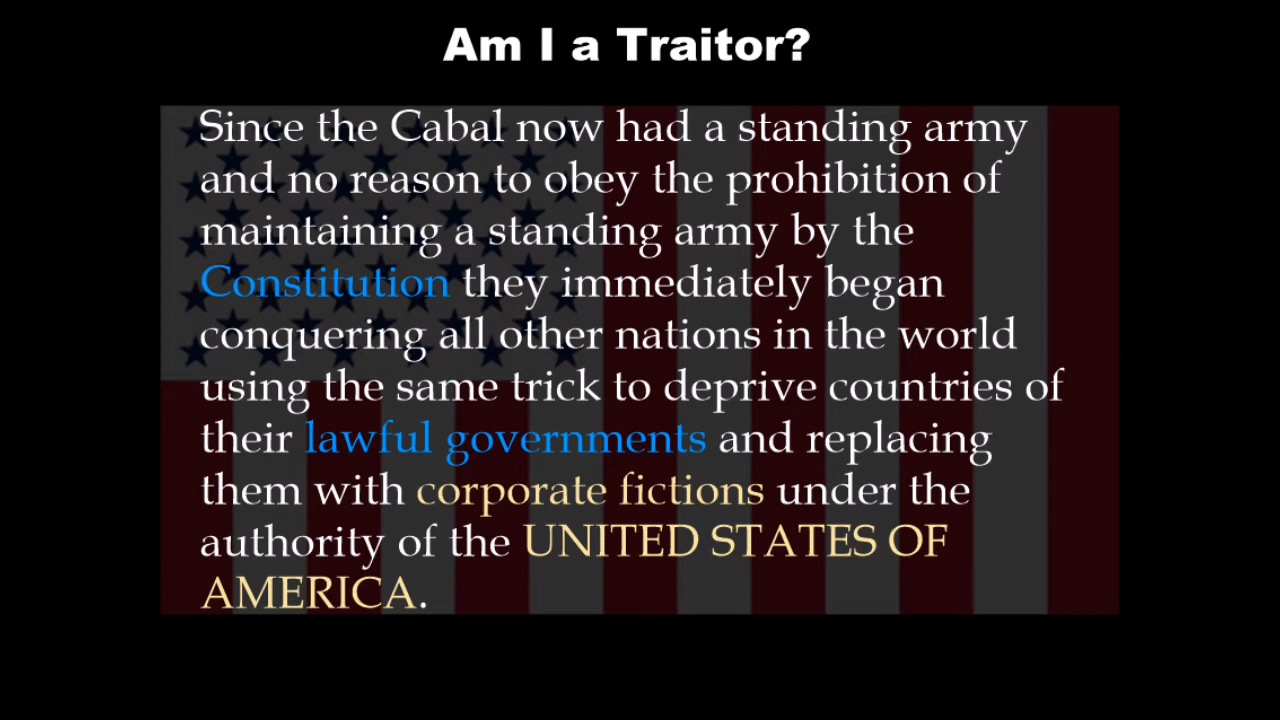 Am I a Traitor?
Since the Cabal now had a standing army
and no reason to obey the prohibition of
maintaining a standing army by the
Constitution they immediately began
conquering all other nations in the world
using the same trick to deprive countries of
their lawful governments and replacing
them with corporate fictions under the
authority of the UNITED STATES OF
AMERICA.